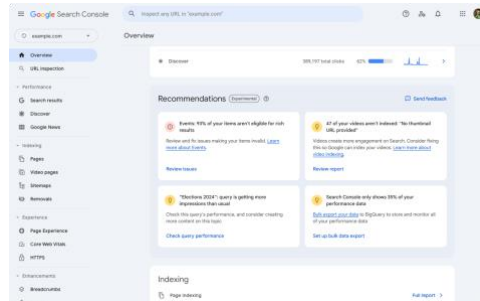 Google Search Console
Inspect any URL in "example.com"
example.com
Overview
Overview
URL inspection
Performance
Search results
Discover
Google News
Indexing
Pages
Video pages
Sitemaps
Removals
Experience
Page Experience
Core Web Vitals
HTTPS
Enhancements
Breadcrumbs
Discover
total clicks
Recommendations
Experimental
Send feedback
Events: 93% of your items aren't eligible for rich
results
Review and fix issues making your items invalid. Learn
more about Events.
Review issues
47 of your videos aren't indexed: "No thumbnail
URL provided"
Videos create more engagement on Search. Consider fixing
this so Google can index your videos. Learn more about
video indexing.
Review report
"Elections 2024": query is getting more
impressions than usual
Check this query's performance, and consider creating
more content on this topic
Check query performance
Search Console only shows 59% of your
performance data
Bulk export your data to BigQuery to store and monitor all
of your performance data
Set up bulk data export
Indexing
Page indexing
Full report